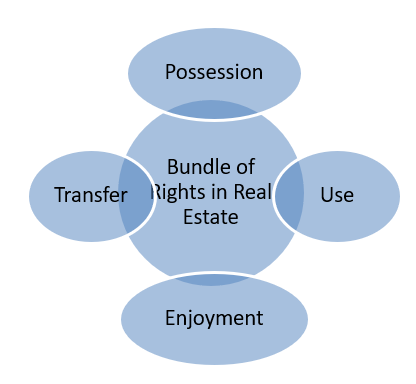 Possession
Bundle of
Rights in Real
Estate
Transfer
Use
Enjoyment